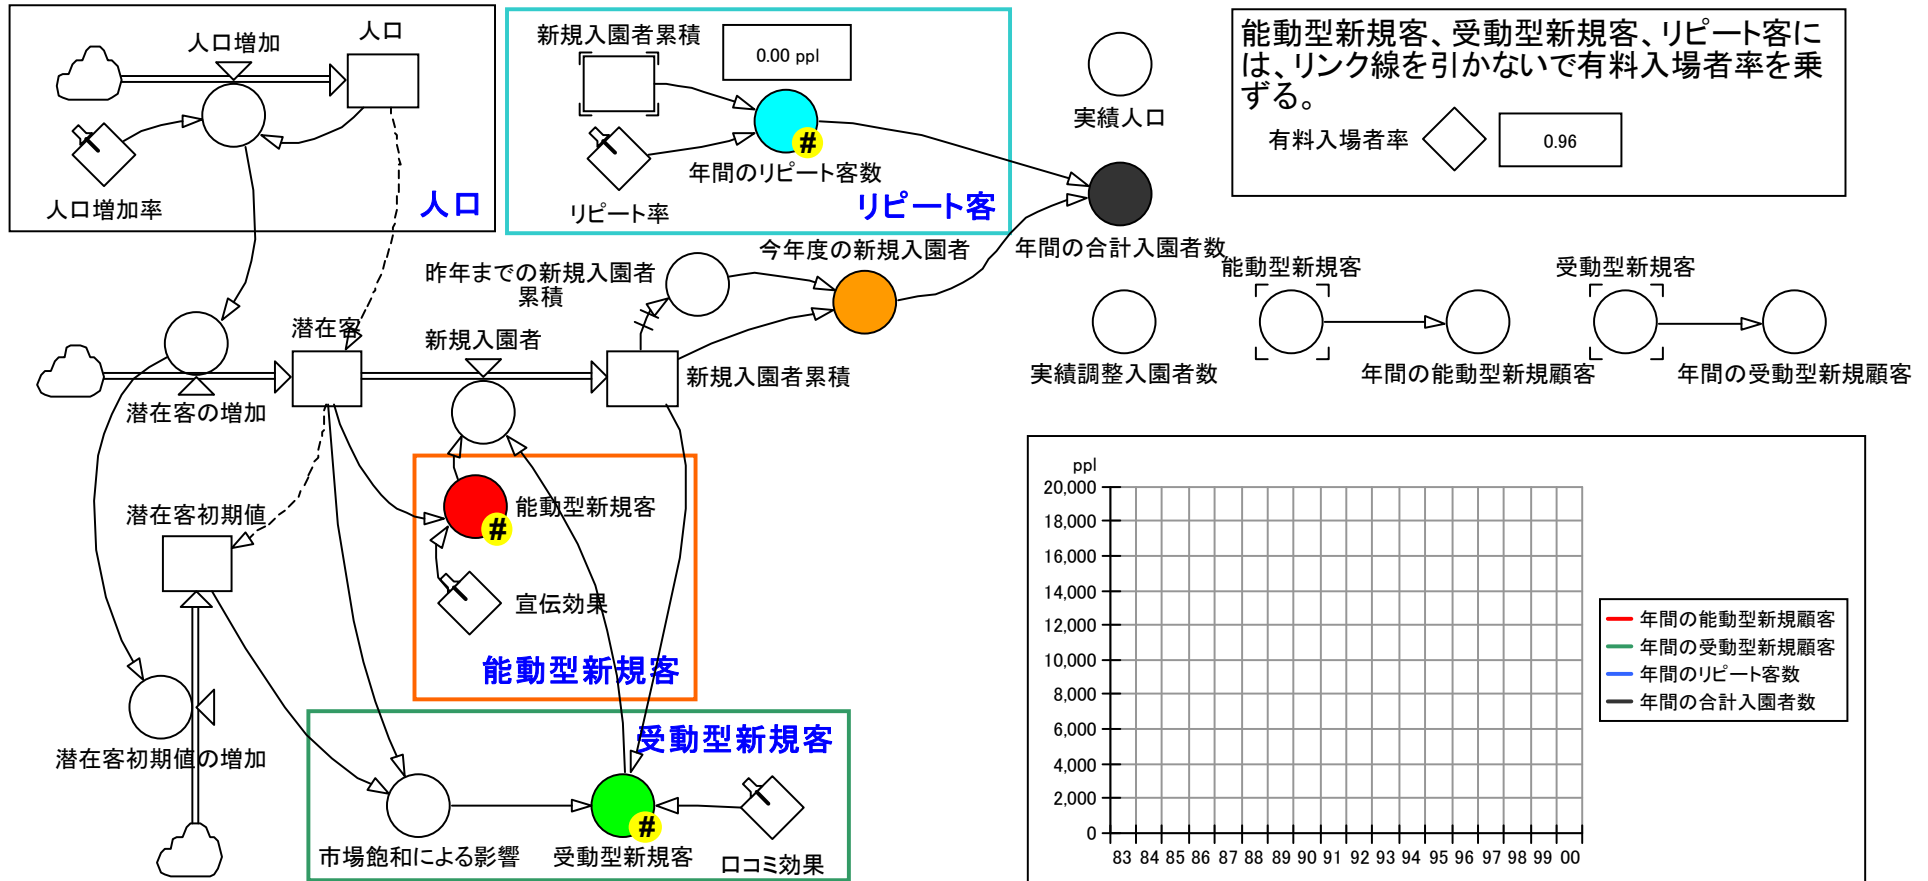 人口増加
人口
人口増加率
人口
新規入園者累積
0.00 ppl
#
年間のリピート客数
リピート率
リピート客
実績人口
年間の合計入園者数
能動型新規客、受動型新規客、リピート客に
は、リンク線を引かないで有料入場者率を乗
ずる。
有料入場者率
0.96
昨年までの新規入園者
累積
今年度の新規入園者
能動型新規客
受動型新規客
実績調整入園者数
年間の能動型新規顧客
年間の受動型新規顧客
潜在客
新規入園者
新規入園者累積
潜在客の増加
潜在客初期値
能動型新規客
#
宣伝効果
能動型新規客
潜在客初期値の増加
受動型新規客
#
市場飽和による影響
受動型新規客
口コミ効果
ppl
20,000
18,000
16,000
14,000
12,000
10,000
8,000
6,000
4,000
2,000
0
83 84 85 86 87 88 89 90 91 92 93 94 95 96 97 98 99 00
年間の能動型新規顧客
年間の受動型新規顧客
年間のリピート客数
年間の合計入園者数